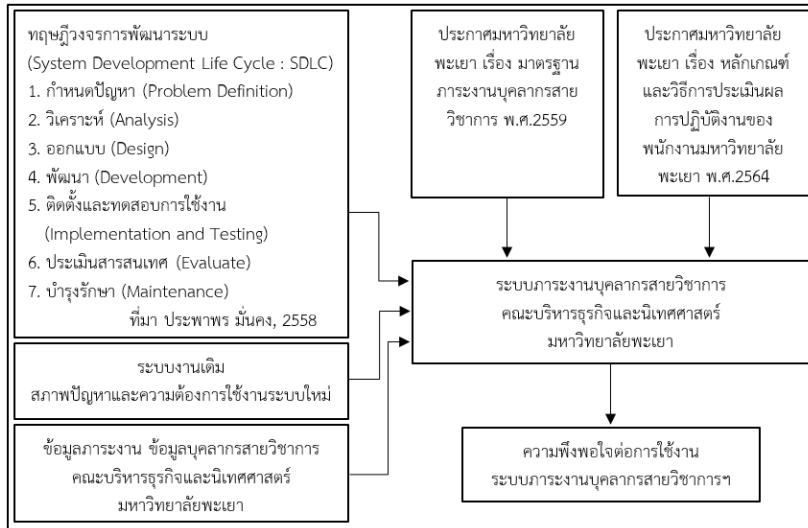 ทฤษฎีวงจรการพัฒนาระบบ
(System Development Life Cycle : SDLC)
1. กำหนดปัญหา (Problem Definition)
2. วิเคราะห์ (Analysis)
3. ออกแบบ (Design)
4. พัฒนา (Development)
5. ติดตั้งและทดสอบการใช้งาน
(Implementation and Testing)
6. ประเมินสารสนเทศ (Evaluate)
7. บำรุงรักษา (Maintenance)
ที่มา ประพาพร มั่นคง, 2558
ระบบงานเดิม
สภาพปัญหาและความต้องการใช้งานระบบใหม่
ข้อมูลภาระงาน ข้อมูลบุคลากรสายวิชาการ
คณะบริหารธุรกิจและนิเทศศาสตร์
มหาวิทยาลัยพะเยา
ประกาศมหาวิทยาลัย
พะเยา เรื่อง มาตรฐาน
ภาระงานบุคลากรสาย
วิชาการ พ.ศ.2559
ประกาศมหาวิทยาลัย
พะเยา เรื่อง หลักเกณฑ์
และวิธีการประเมินผล
การปฏิบัติงานของ
พนักงานมหาวิทยาลัย
พะเยา พ.ศ.2564
ระบบภาระงานบุคลากรสายวิชาการ
คณะบริหารธุรกิจและนิเทศศาสตร์
มหาวิทยาลัยพะเยา
ความพึงพอใจต่อการใช้งาน
ระบบภาระงานบุคลากรสายวิชาการฯ